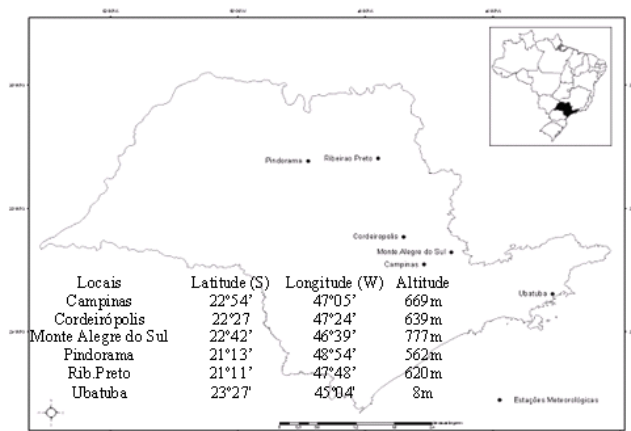 Pindorama
Ribeirao Preto
Cordeiropolis
Monte Alegre do Sul
Campinas
Ubatuba
Locais Latitude (S) Longitude (W) Altitude
Campinas 22°54' 47°05' 669m
Cordeirópolis 22°27 47°24' 639m
Monte Alegre do Sul 22°42' 46°39' 777m
Pindorama 21°13' 48°54' 562m
Rib.Preto 21°11' 47°48' 620m
Ubatuba 23°27' 45°04' 8m
Estações Meteorológicas